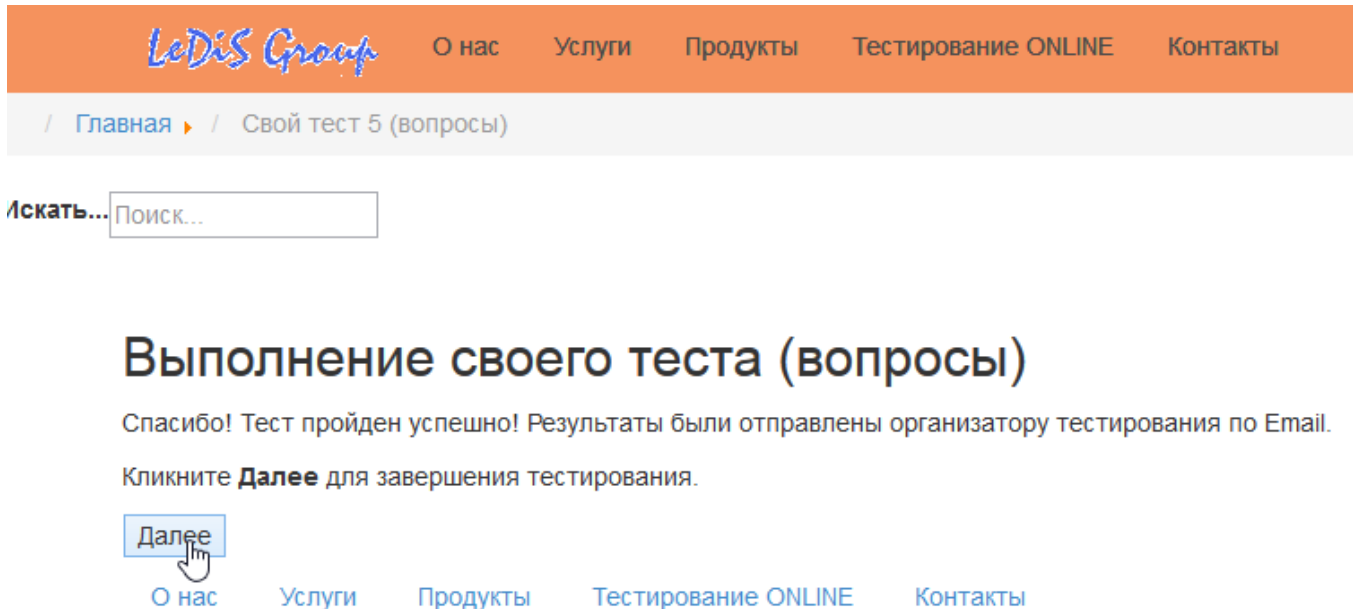 LeDiS Group О нас Услуги Продукты Тестирование ONLINE Контакты
/ Главная / Свой тест 5 (вопросы)
Искать... Поиск...
Выполнение своего теста (вопросы)
Спасибо! Тест пройден успешно! Результаты были отправлены организатору тестирования по Email.
Кликните Далее для завершения тестирования.
Далее
О нас Услуги Продукты Тестирование ONLINE Контакты